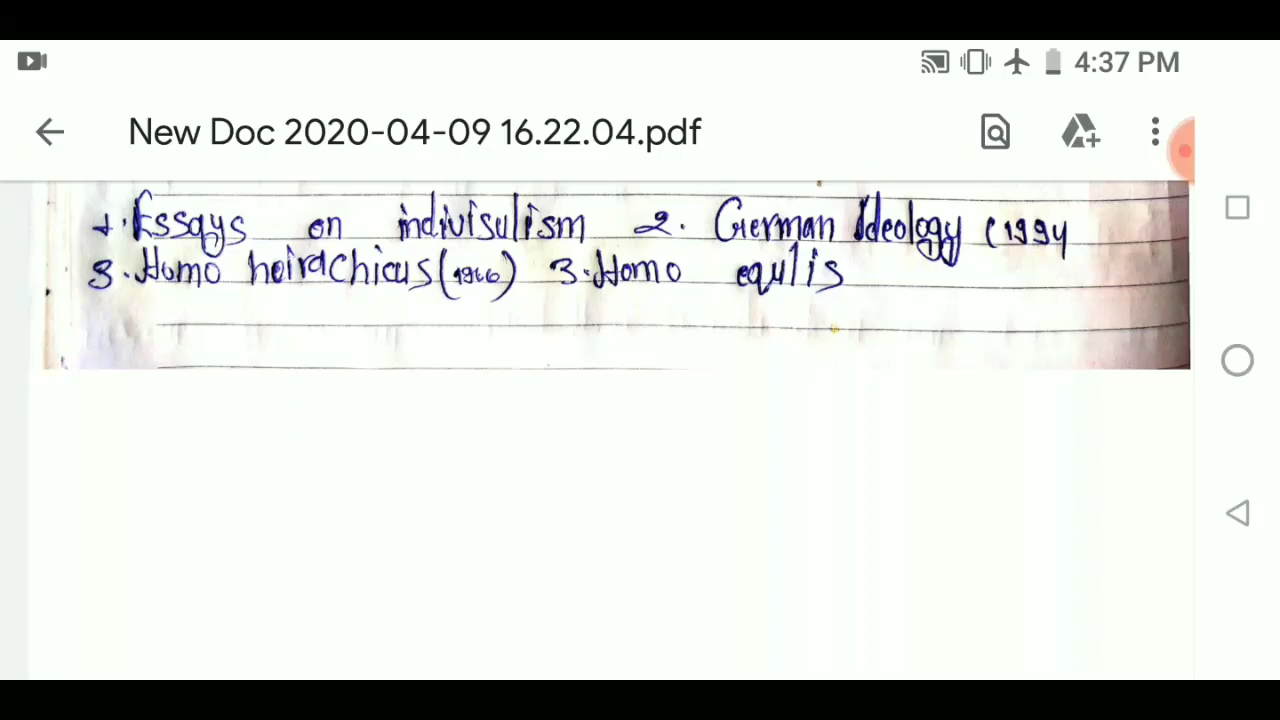 4:37 PM
New Doc 2020-04-09 16.22.04.pdf
1. Essays on indivisulism 2. German Ideology (1994
3. Homo heirachicus (1966) 3. Homo equlis